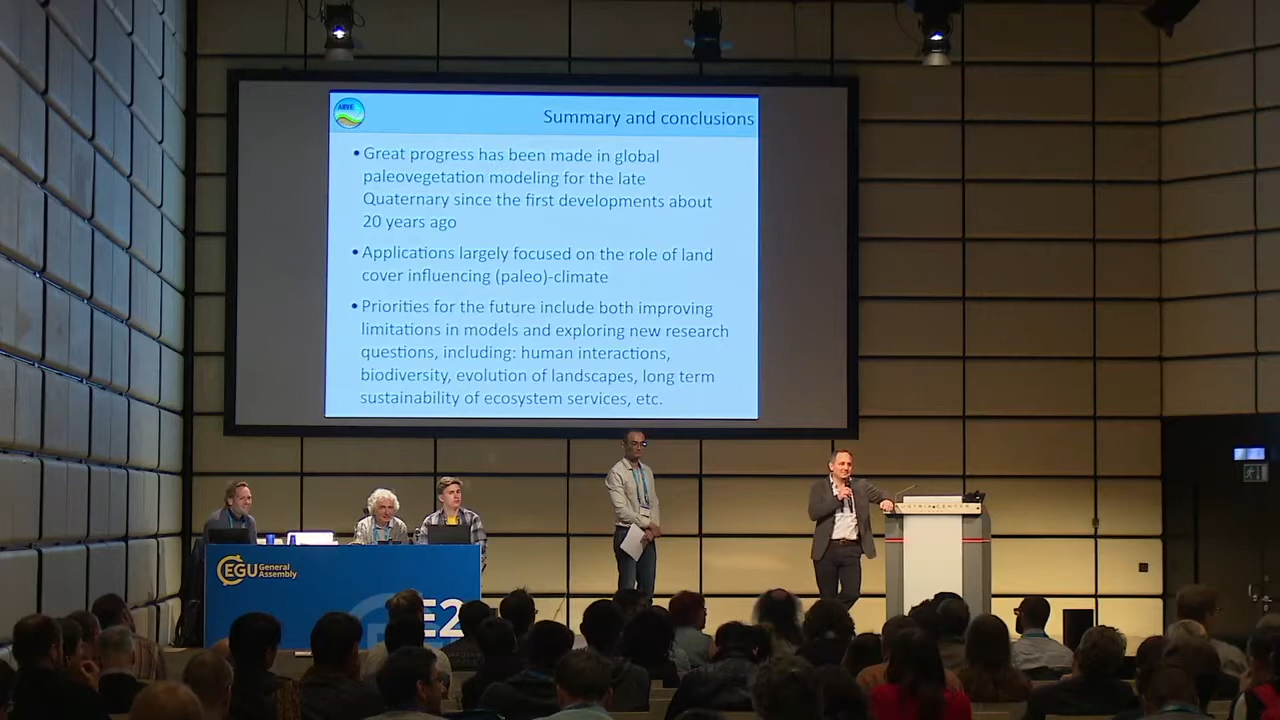 ARVE
Summary and conclusions
• Great progress has been made in global
paleovegetation modeling for the late
Quaternary since the first developments about
20 years ago
• Applications largely focused on the role of land
cover influencing (paleo)-climate
• Priorities for the future include both improving
limitations in models and exploring new research
questions, including: human interactions,
biodiversity, evolution of landscapes, long term
sustainability of ecosystem services, etc.
AUSTRIA CENTER
EGU General
Assembly
E2